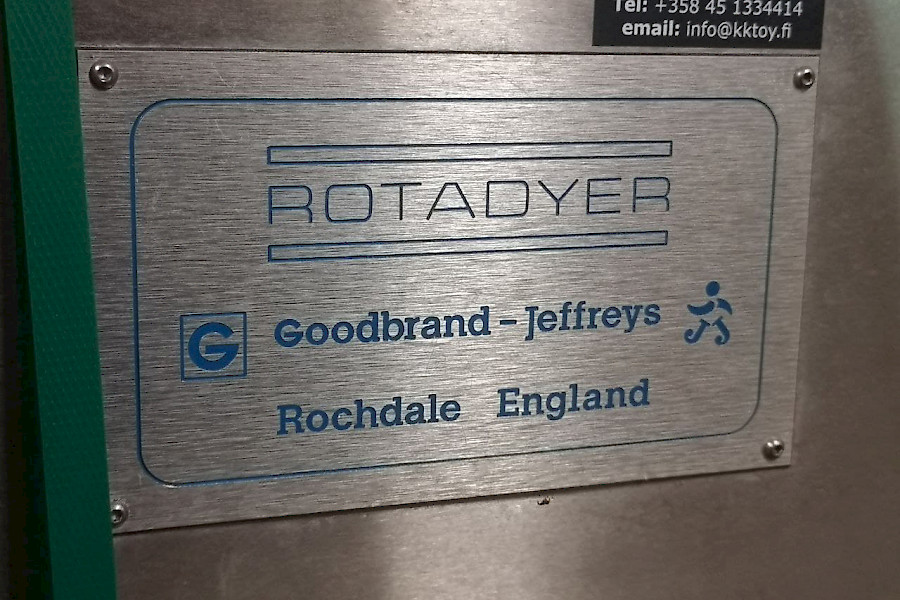 Tel: +358 45 1334414
email: info@kktoy.fi
ROTADYER
G Goodbrand-Jeffreys
Rochdale England